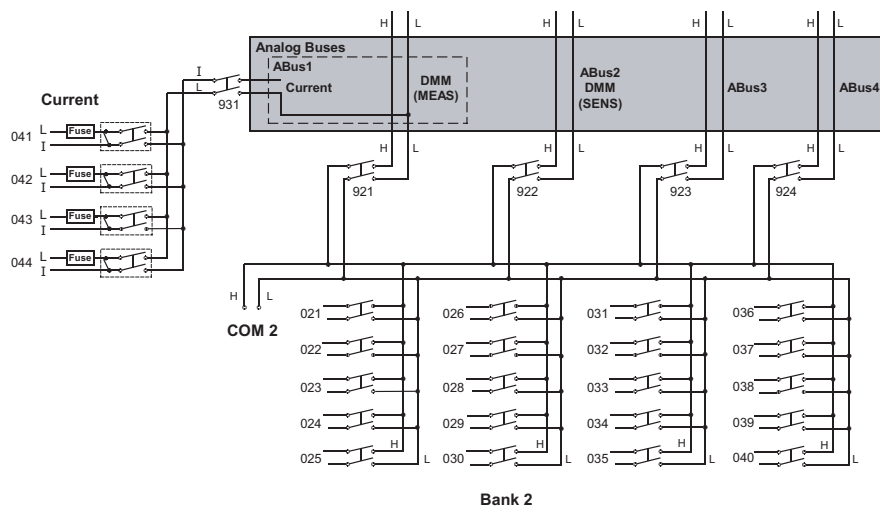 H L H L H L H L
Analog Buses
ABus1
I
Current
DMM
(MEAS)
ABus2
DMM
(SENS)
ABus3
ABus4
L
931
Current
041 L Fuse
I
042 L Fuse
I
043 L Fuse
I
044 L Fuse
I
H L H L H L H L
921 922 923 924
H L
COM 2
021 026 031 036
022 027 032 037
023 028 033 038
024 029 034 039
H H H H
025 L 030 L 035 L 040 L
Bank 2